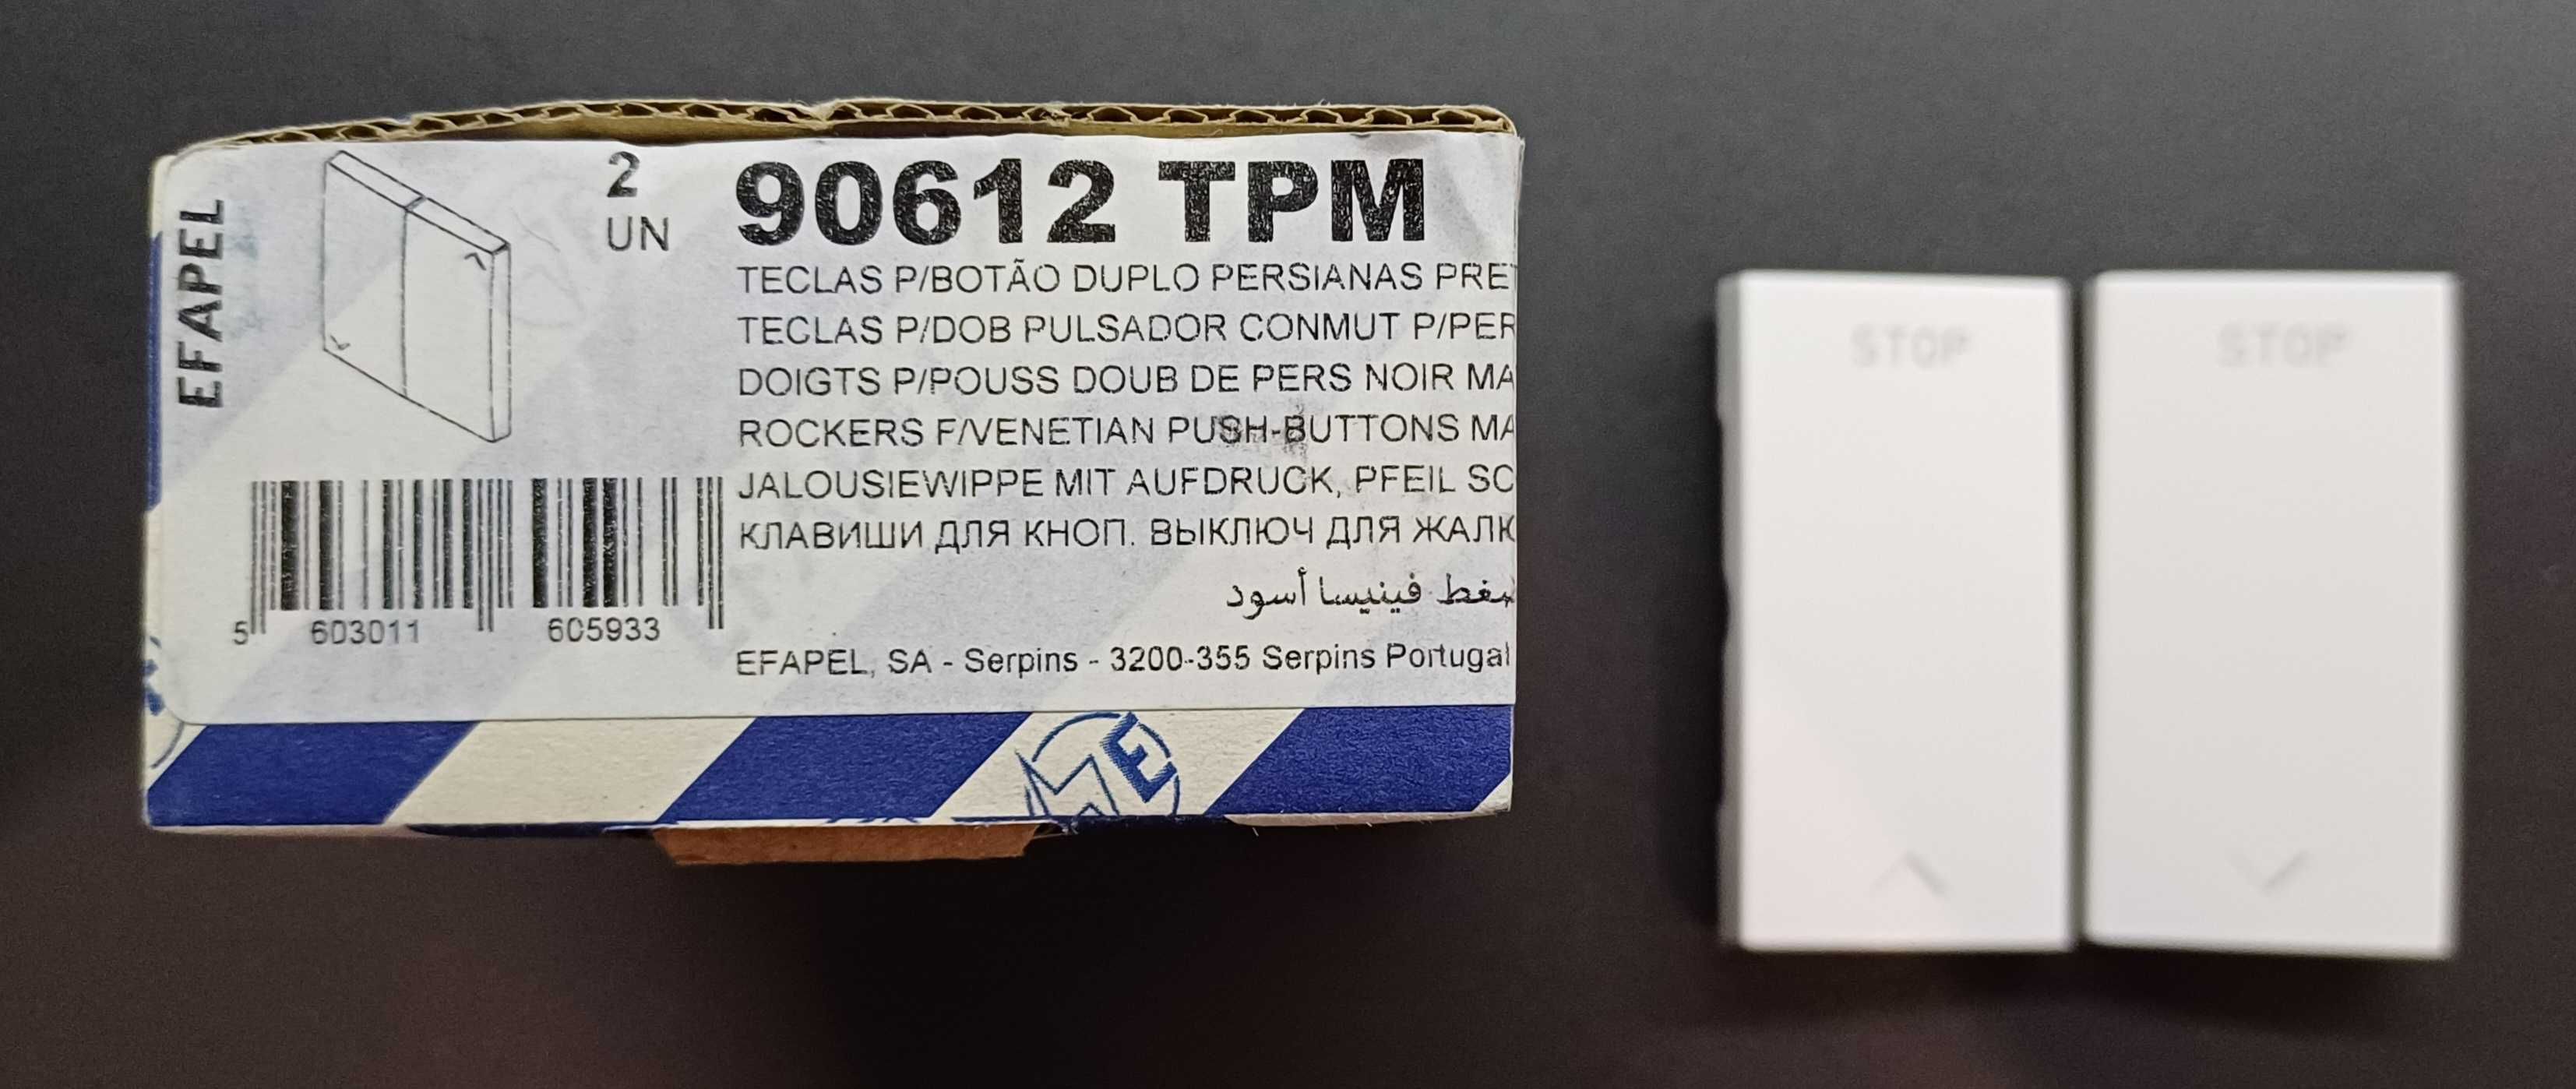 EFAPEL
2
UN
90612 TPM
TECLAS P/BOTÃO DUPLO PERSIANAS PRET
TECLAS P/DOB PULSADOR CONMUT P/PER
DOIGTS P/POUSS DOUB DE PERS NOIR MA
ROCKERS F/VENETIAN PUSH-BUTTONS MA
JALOUSIEWIPPE MIT AUFDRUCK, PFEIL SC
КЛАВИШИ ДЛЯ КНОП. ВЫКЛЮЧ ДЛЯ ЖАЛК
ضغط فينيسا أسود
EFAPEL, SA - Serpins - 3200-355 Serpins Portugal
5 603011 605933
E
STOP
STOP